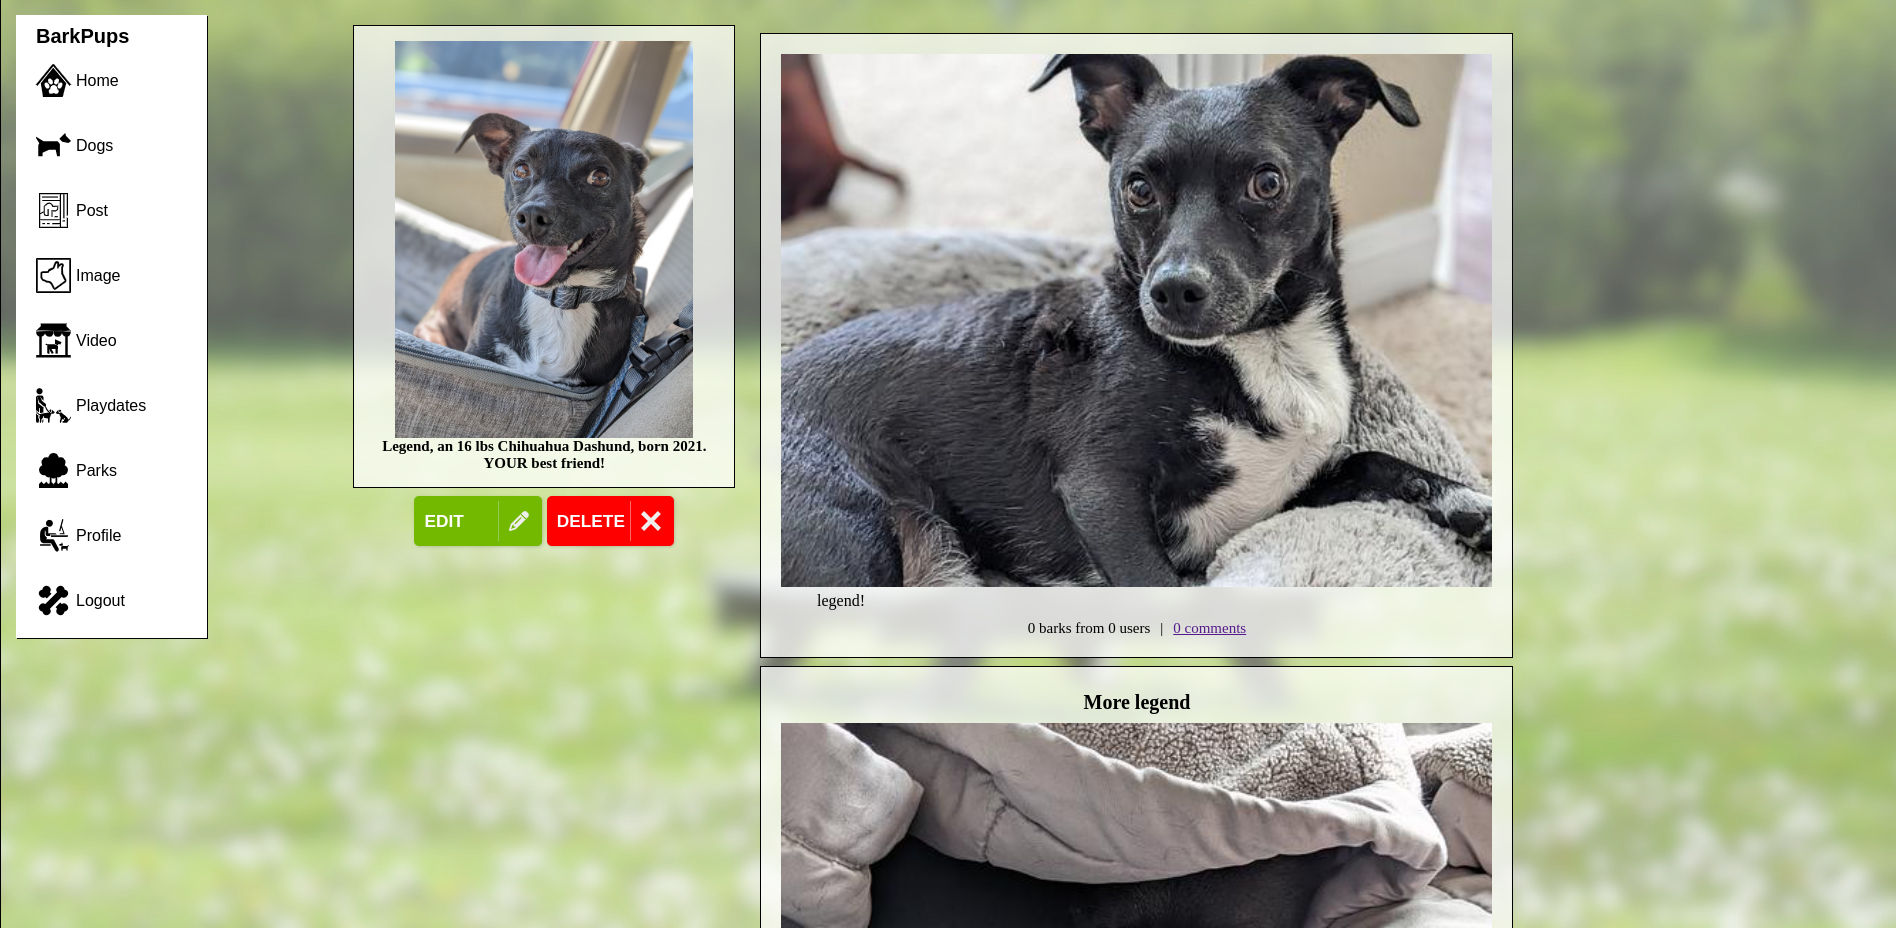 BarkPups
Home
Dogs
Post
Image
Video
Playdates
Parks
Profile
Logout
Legend, an 16 lbs Chihuahua Dashund, born 2021.
YOUR best friend!
EDIT
DELETE
legend!
0 barks from 0 users | 0 comments
More legend